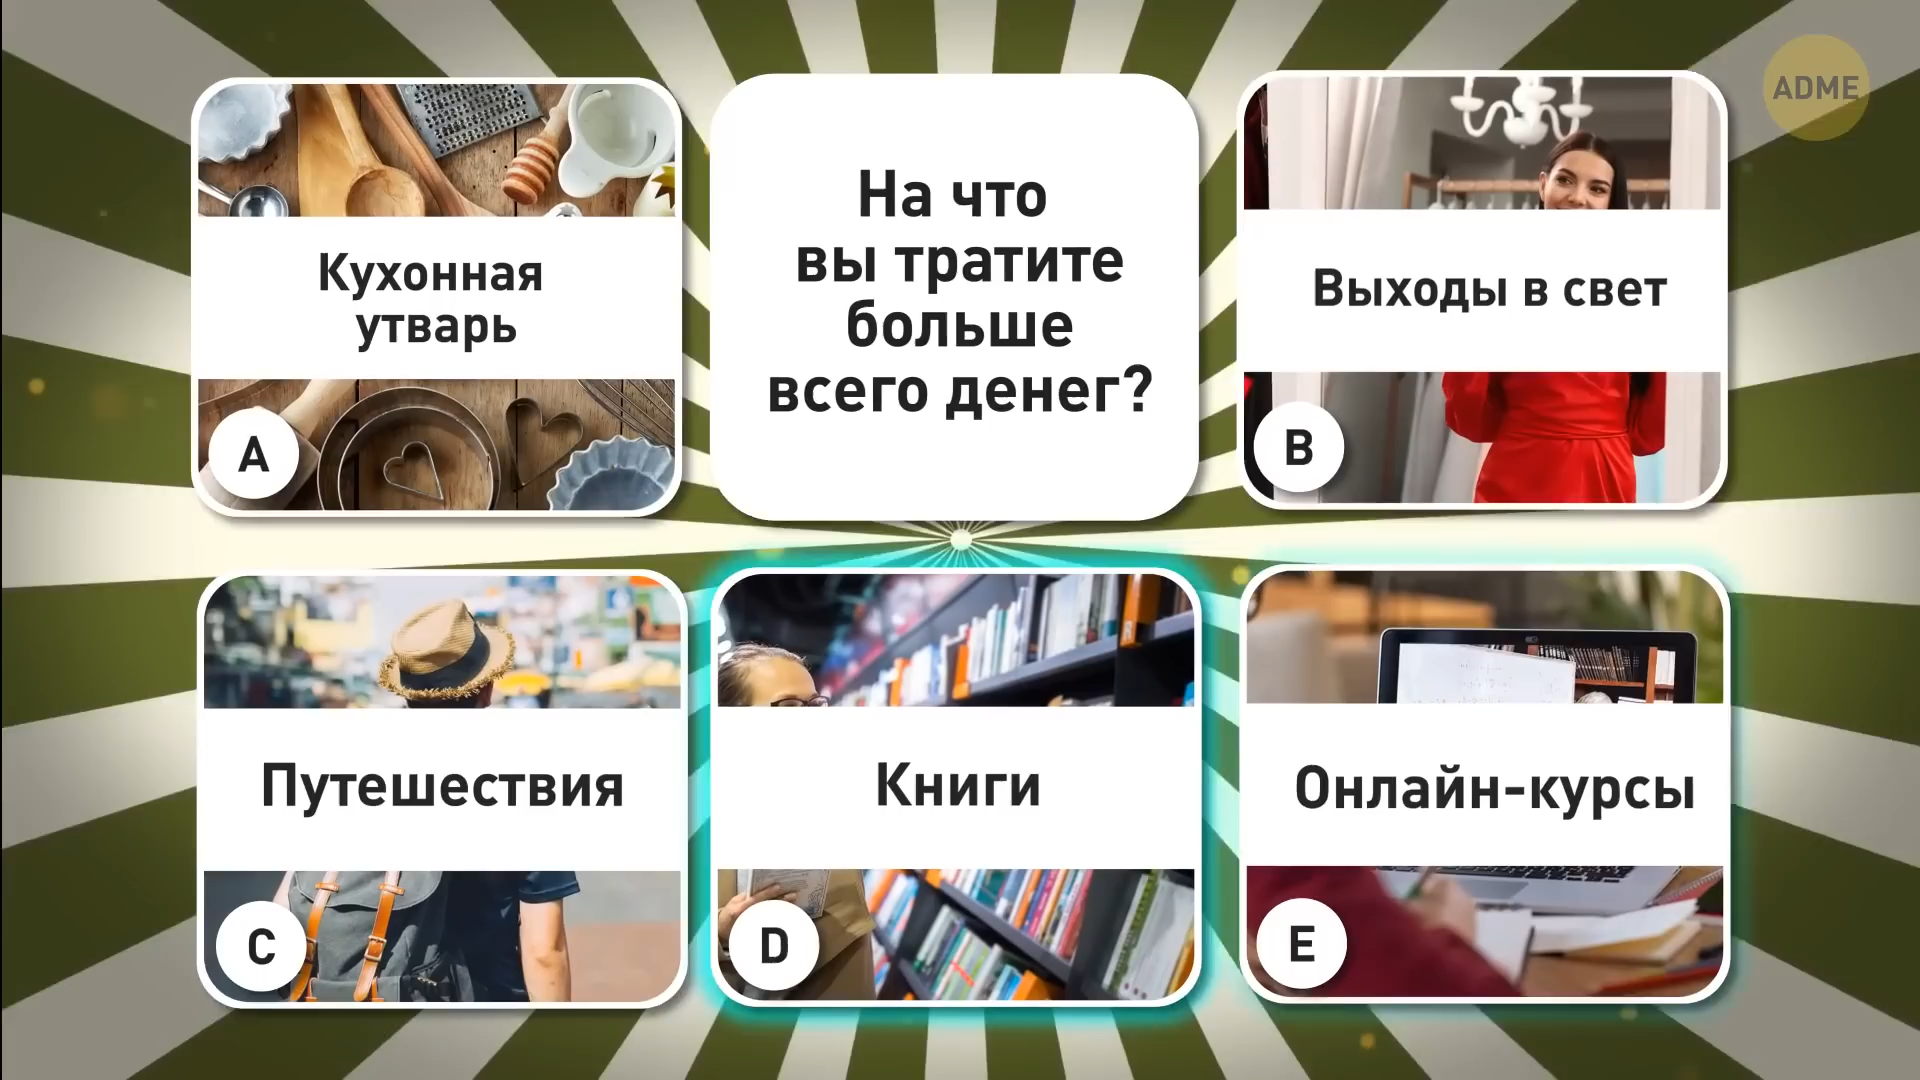 Кухонная
утварь
A
На что
вы тратите
больше
всего денег?
Выходы в свет
B
ADME
Путешествия
C
Книги
D
Онлайн-курсы
E